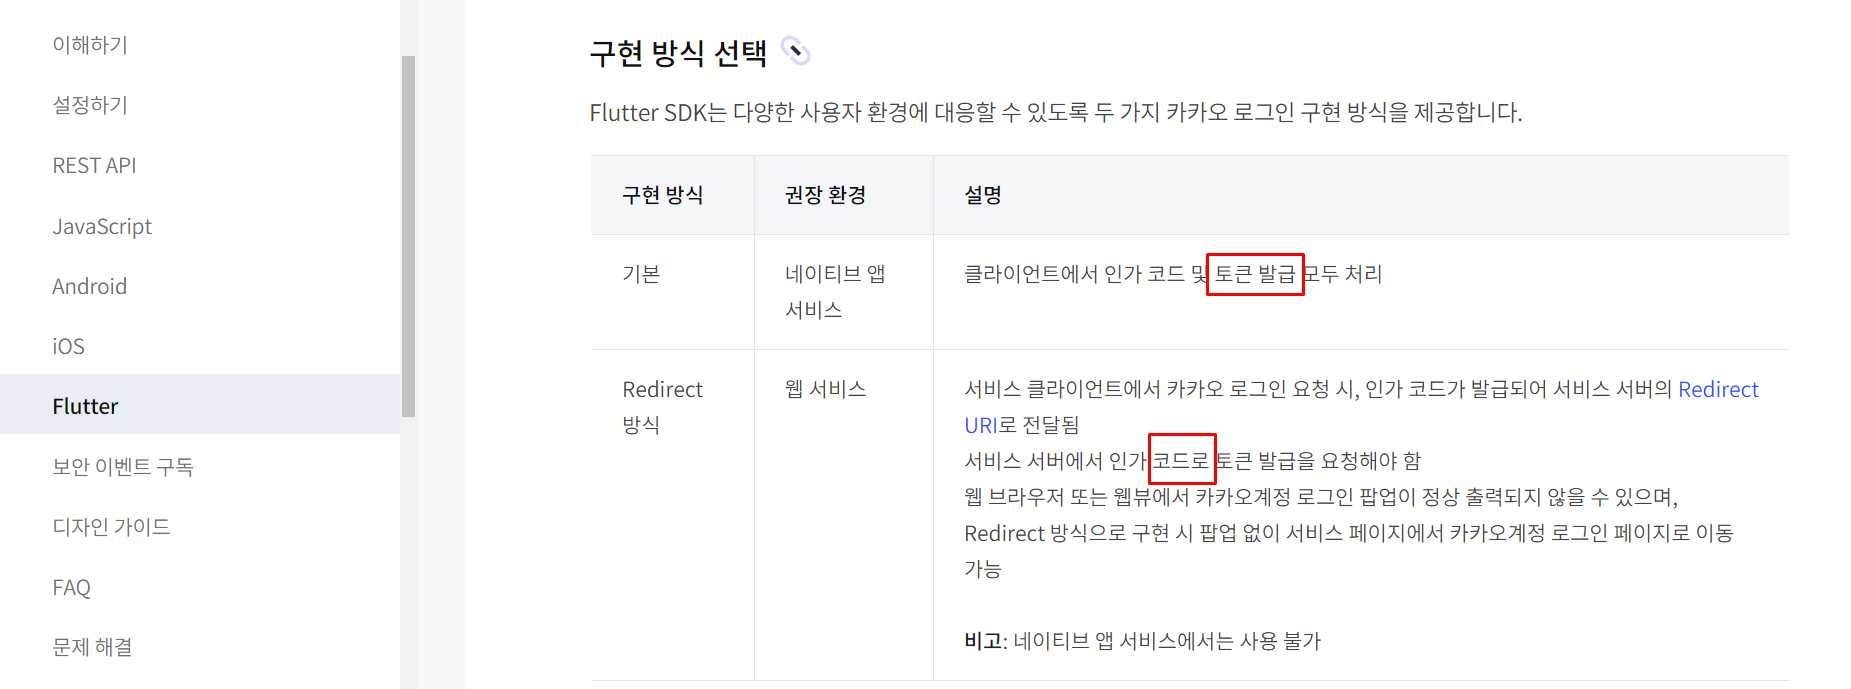 이해하기
설정하기
REST API
JavaScript
Android
iOS
Flutter
보안 이벤트 구독
디자인 가이드
FAQ
문제 해결
구현 방식 선택
Flutter SDK는 다양한 사용자 환경에 대응할 수 있도록 두 가지 카카오 로그인 구현 방식을 제공합니다.
구현 방식 권장 환경 설명
기본 네이티브 앱 클라이언트에서 인가 코드 및 토큰 발급 모두 처리
서비스
Redirect 웹 서비스 서비스 클라이언트에서 카카오 로그인 요청 시, 인가 코드가 발급되어 서비스 서버의 Redirect
방식 URI로 전달됨
서비스 서버에서 인가 코드로 토큰 발급을 요청해야 함
웹 브라우저 또는 웹뷰에서 카카오계정 로그인 팝업이 정상 출력되지 않을 수 있으며,
Redirect 방식으로 구현 시 팝업 없이 서비스 페이지에서 카카오계정 로그인 페이지로 이동
가능
비고: 네이티브 앱 서비스에서는 사용 불가